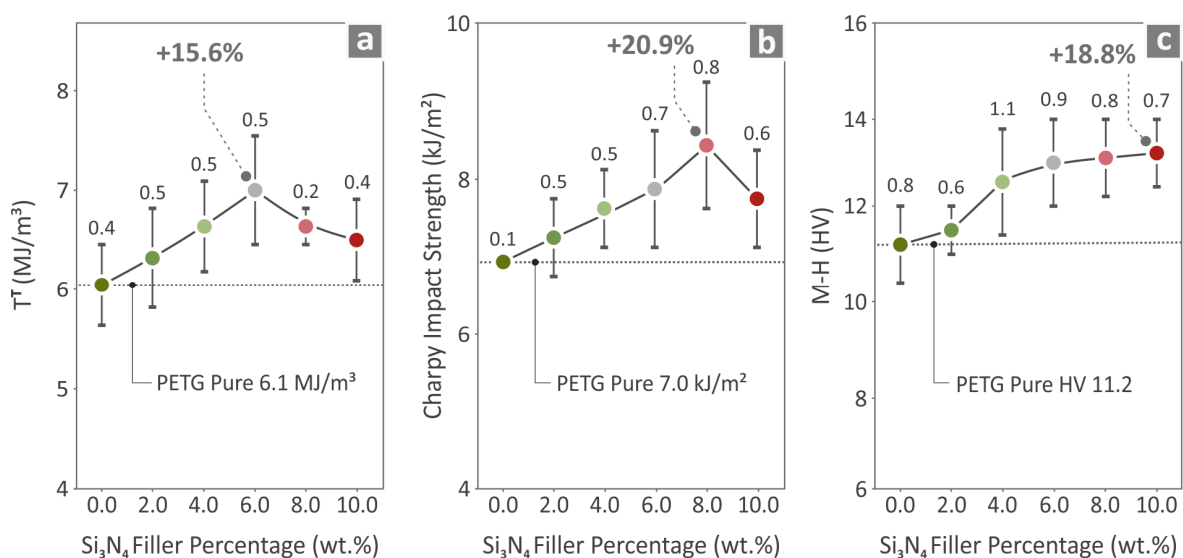 a
+15.6%
8
7
6
5
4
Tᵀ (MJ/m³)
0.4
0.5
0.5
0.5
0.2
0.4
PETG Pure 6.1 MJ/m³
0.0 2.0 4.0 6.0 8.0 10.0
Si₃N₄ Filler Percentage (wt.%)
b
+20.9%
10
8
6
4
Charpy Impact Strength (kJ/m²)
0.1
0.5
0.5
0.7
0.8
0.6
PETG Pure 7.0 kJ/m²
0.0 2.0 4.0 6.0 8.0 10.0
Si₃N₄ Filler Percentage (wt.%)
c
+18.8%
16
14
12
10
8
6
M-H (HV)
0.8
0.6
1.1
0.9
0.8
0.7
PETG Pure HV 11.2
0.0 2.0 4.0 6.0 8.0 10.0
Si₃N₄ Filler Percentage (wt.%)